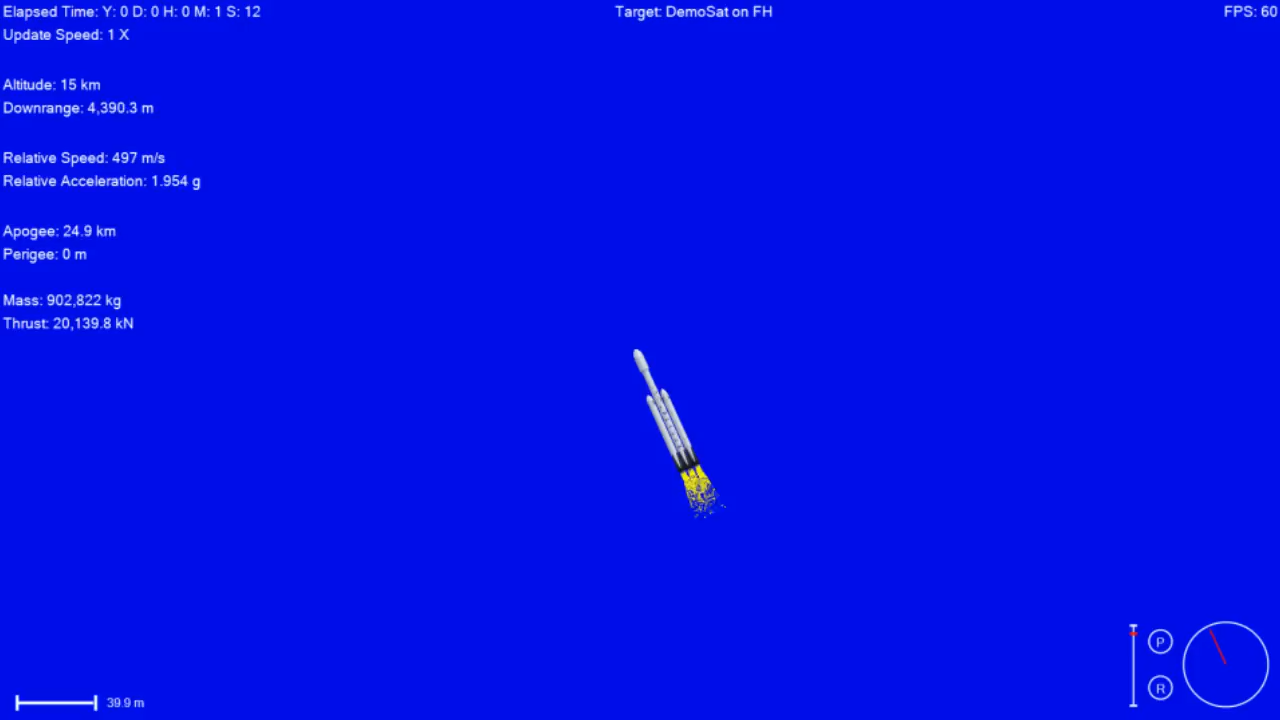 Elapsed Time: Y: 0 D: 0 H: 0 M: 1 S: 12
Target: DemoSat on FH
FPS: 60
Update Speed: 1 X
Altitude: 15 km
Downrange: 4,390.3 m
Relative Speed: 497 m/s
Relative Acceleration: 1.954 g
Apogee: 24.9 km
Perigee: 0 m
Mass: 902,822 kg
Thrust: 20,139.8 kN
P
R
39.9 m